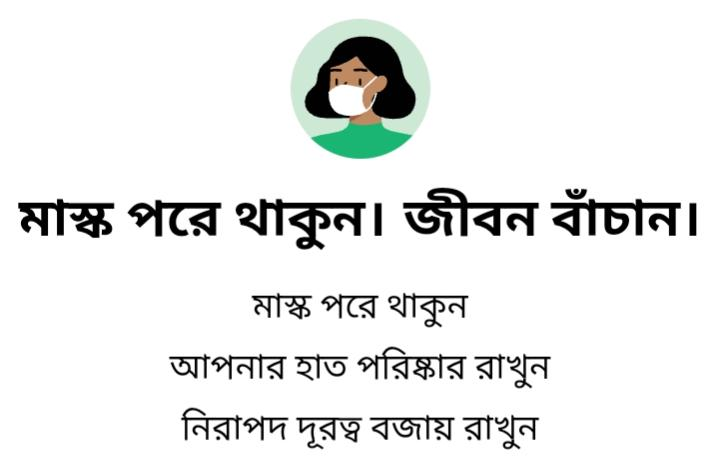 মাস্ক পরে থাকুন। জীবন বাঁচান।
মাস্ক পরে থাকুন
আপনার হাত পরিষ্কার রাখুন
নিরাপদ দূরত্ব বজায় রাখুন